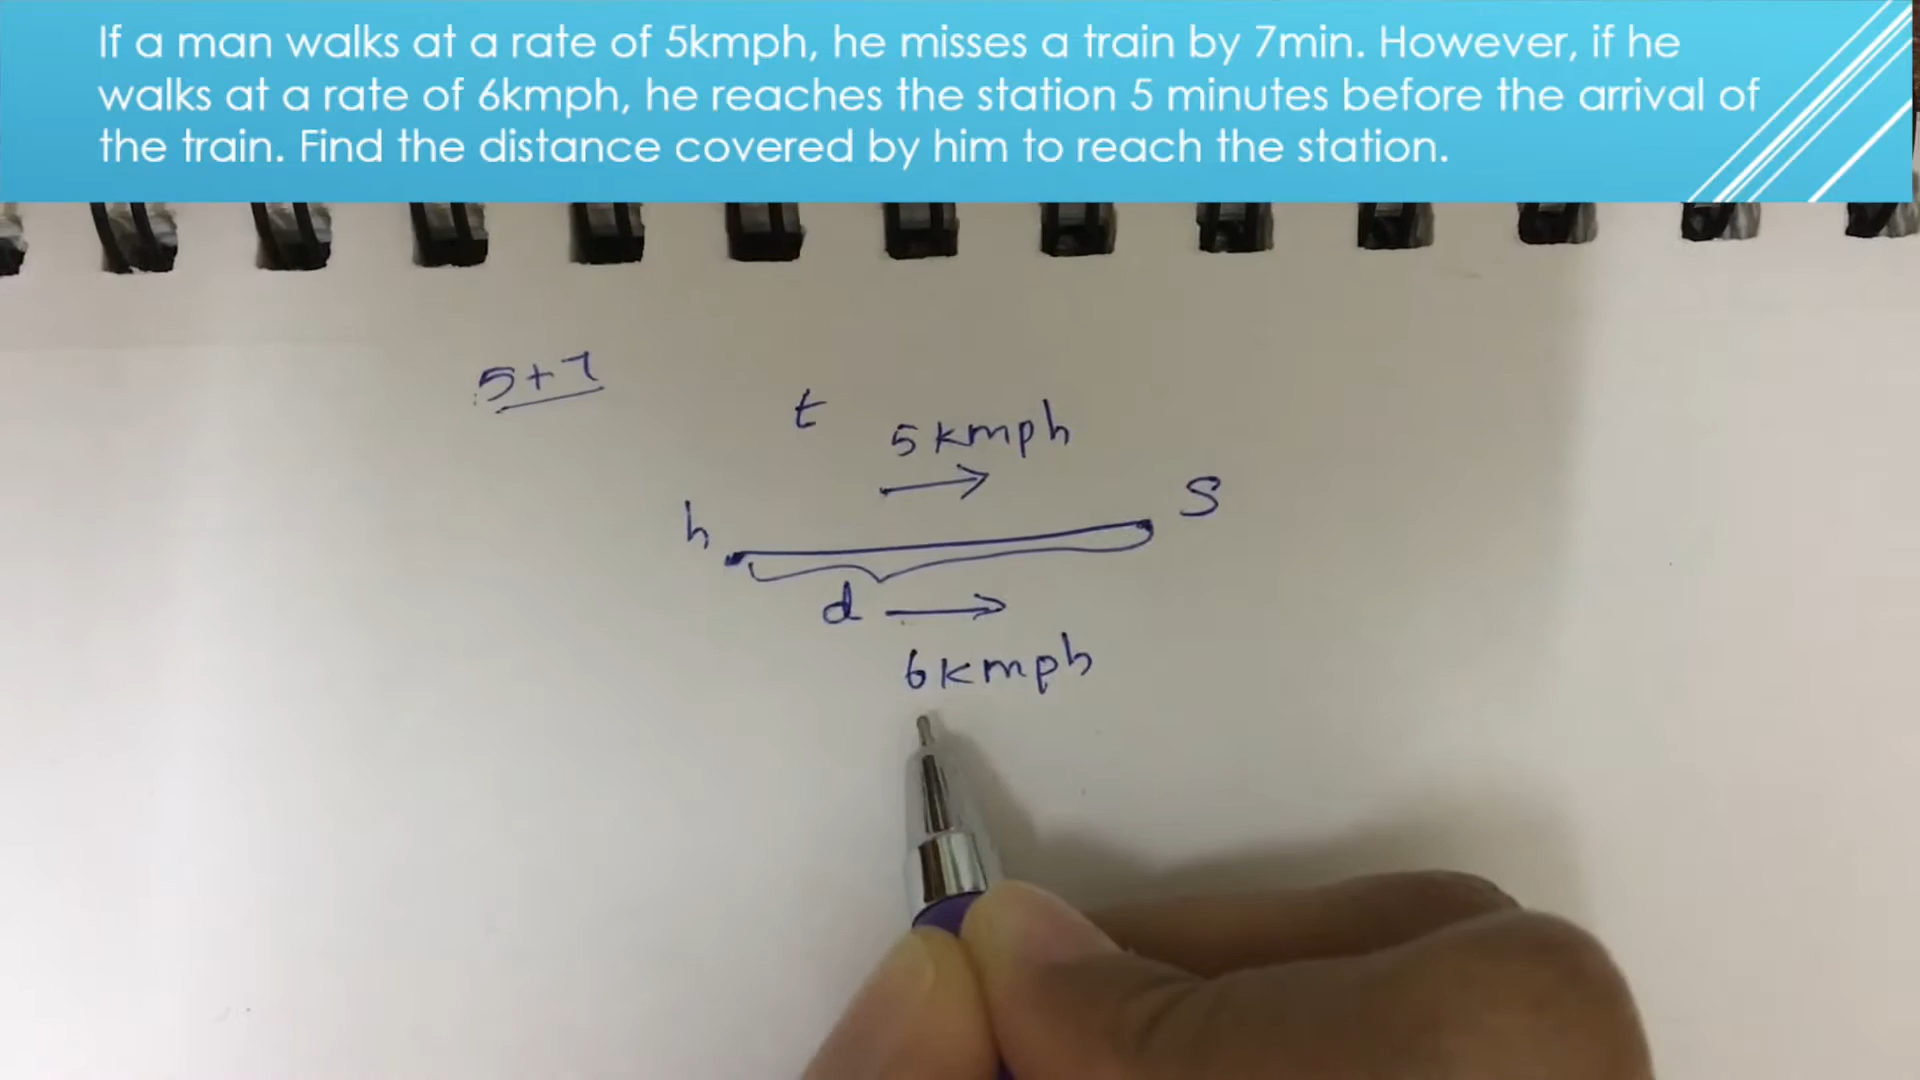 If a man walks at a rate of 5kmph, he misses a train by 7min. However, if he
walks at a rate of 6kmph, he reaches the station 5 minutes before the arrival of
the train. Find the distance covered by him to reach the station.
5+7
t
5kmph
h
S
d
6kmph